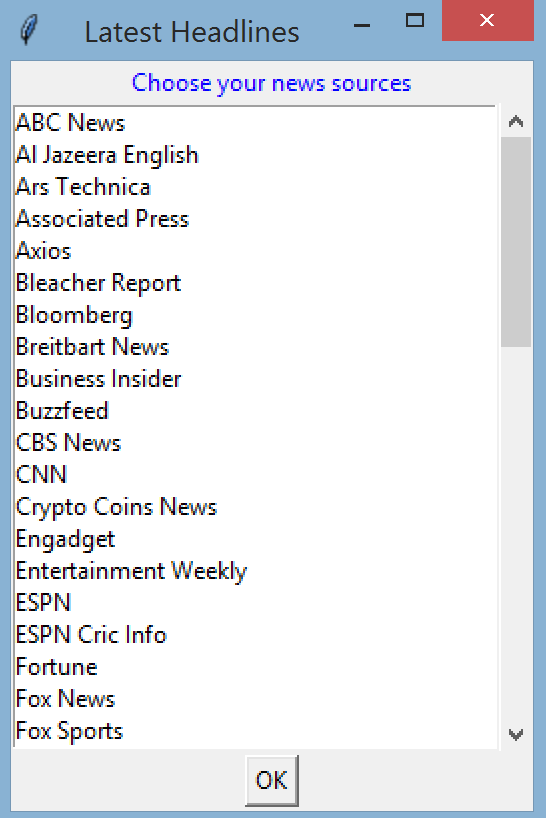 Latest Headlines
Choose your news sources
ABC News
Al Jazeera English
Ars Technica
Associated Press
Axios
Bleacher Report
Bloomberg
Breitbart News
Business Insider
Buzzfeed
CBS News
CNN
Crypto Coins News
Engadget
Entertainment Weekly
ESPN
ESPN Cric Info
Fortune
Fox News
Fox Sports
OK